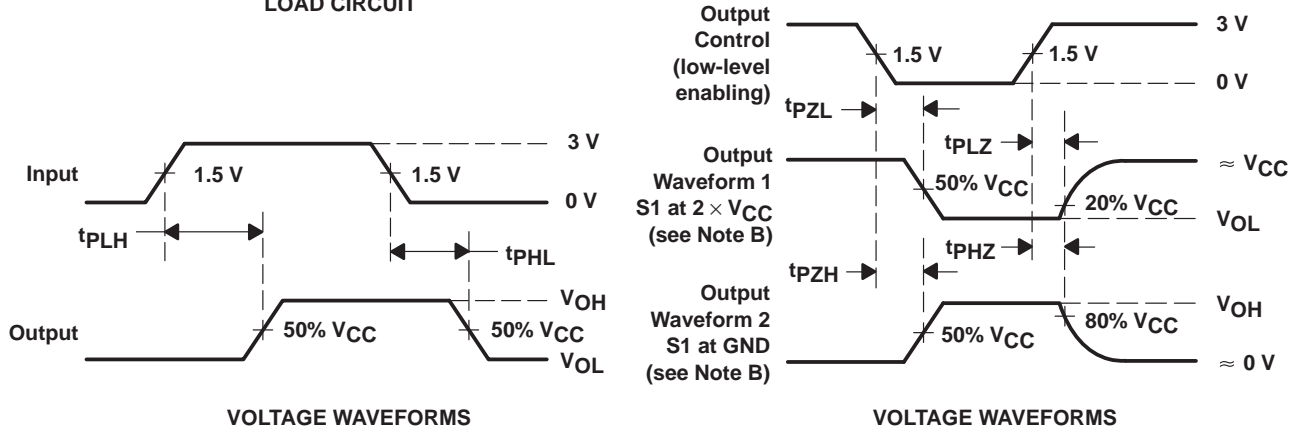 LOAD CIRCUIT
Input
1.5 V
1.5 V
3 V
0 V
tPLH
tPHL
Output
50% VCC
50% VCC
VOH
VOL
VOLTAGE WAVEFORMS
Output
Control
(low-level
enabling)
1.5 V
1.5 V
3 V
0 V
tPZL
tPLZ
Output
Waveform 1
S1 at 2 × VCC
(see Note B)
50% VCC
20% VCC
≈ VCC
VOL
tPZH
tPHZ
Output
Waveform 2
S1 at GND
(see Note B)
50% VCC
80% VCC
VOH
≈ 0 V
VOLTAGE WAVEFORMS